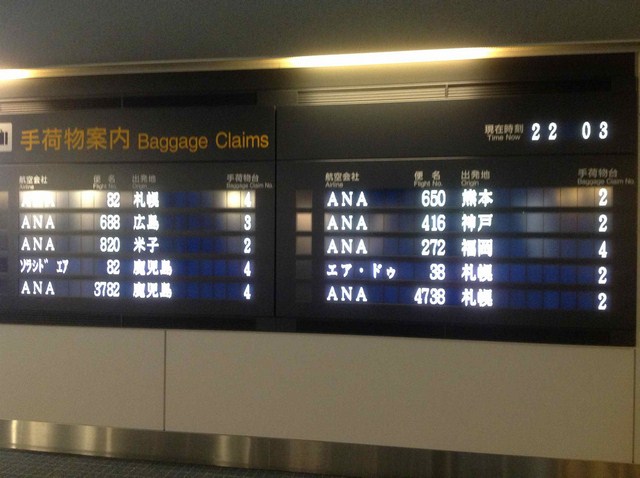 手荷物案内 Baggage Claims
現在時刻 Time Now 22 03
航空会社 Airline 便名 Flight No. 出発地 Origin 手荷物台 Baggage Claim No.
82 札幌 4
ANA 688 広島 3
ANA 820 米子 2
ソラシド エア 82 鹿児島 4
ANA 3782 鹿児島 4
航空会社 Airline 便名 Flight No. 出発地 Origin 手荷物台 Baggage Claim No.
ANA 650 熊本 2
ANA 416 神戸 2
ANA 272 福岡 4
エア・ドゥ 38 札幌 2
ANA 4738 札幌 2